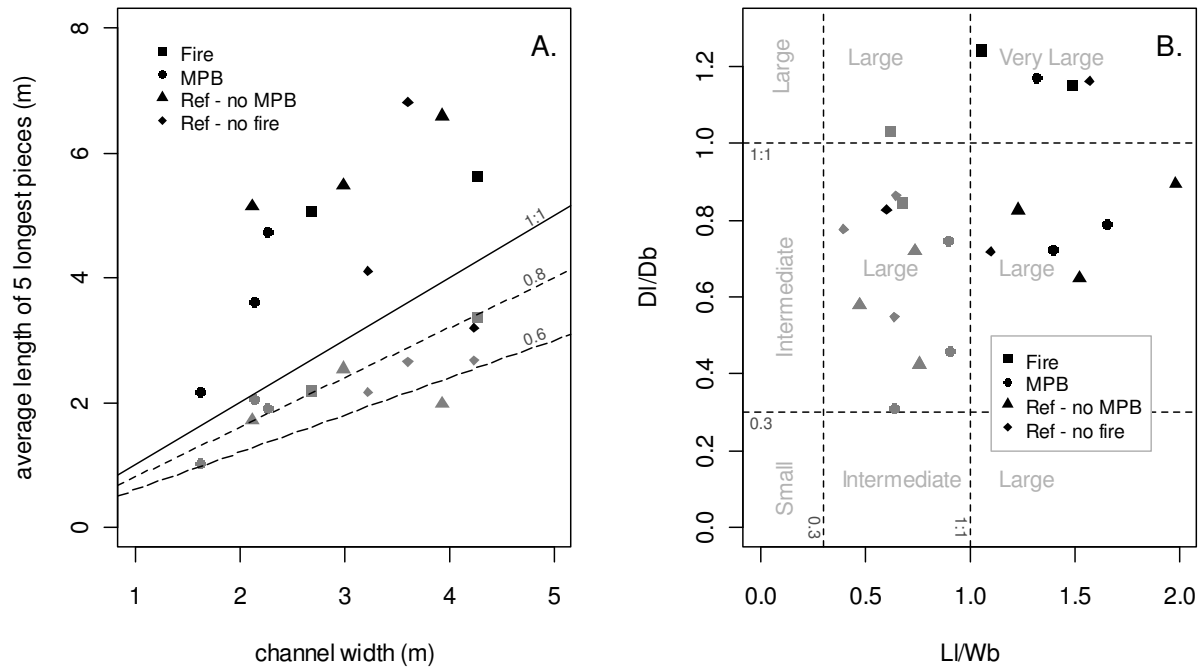 A.
Fire
MPB
Ref - no MPB
Ref - no fire
1:1
0.8
0.6
average length of 5 longest pieces (m)
8
6
4
2
0
1 2 3 4 5
channel width (m)
B.
Large
Large
Very Large
1:1
Intermediate
Large
Large
0.3
Small
Intermediate
Large
0.3
1:1
Fire
MPB
Ref - no MPB
Ref - no fire
Dl/Db
1.2
1.0
0.8
0.6
0.4
0.2
0.0
0.0 0.5 1.0 1.5 2.0
Ll/Wb